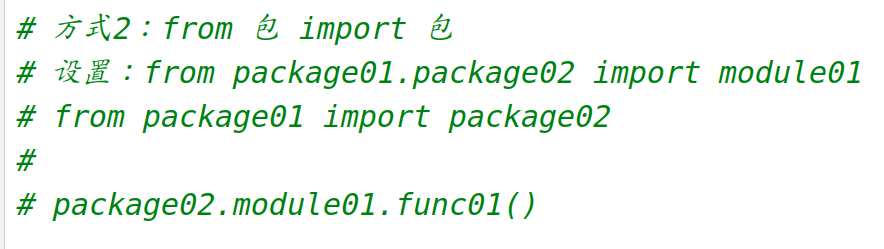 # 方式2：from 包 import 包
# 设置：from package01.package02 import module01
# from package01 import package02
#
# package02.module01.func01()